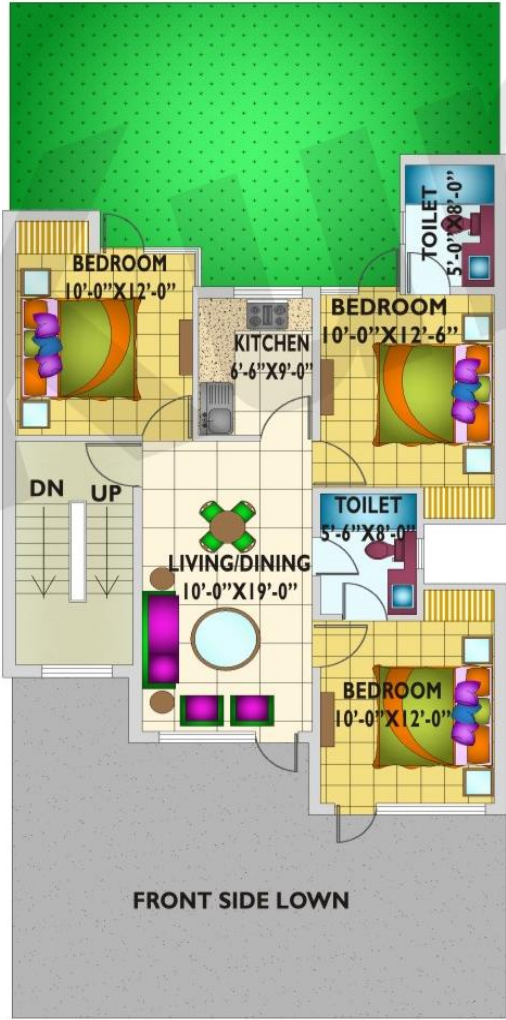 TOILET
5'-0"X8'-0"
BEDROOM
10'-0"X12'-0"
BEDROOM
10'-0"X12'-6"
KITCHEN
6'-6"X9'-0"
DN UP
TOILET
5'-6"X8'-0"
LIVING/DINING
10'-0"X19'-0"
BEDROOM
10'-0"X12'-0"
FRONT SIDE LOWN